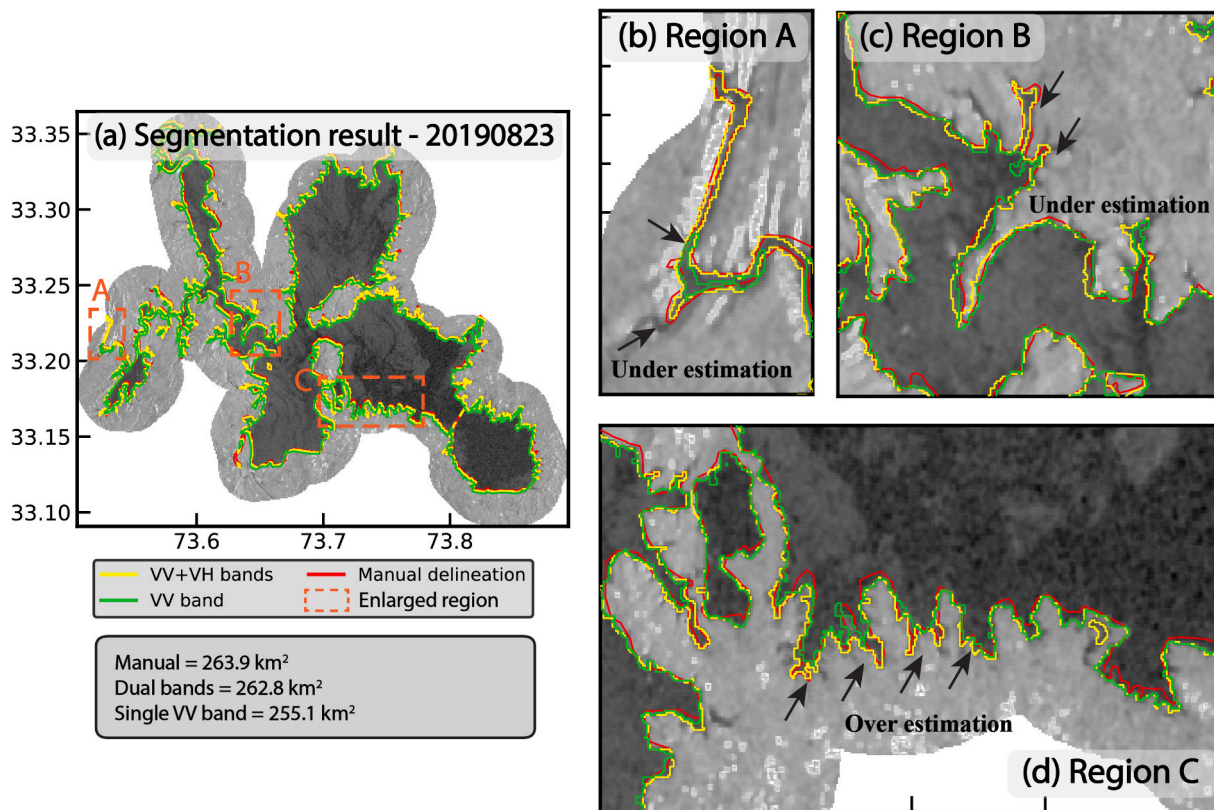 (a) Segmentation result - 20190823
33.35
33.30
33.25
33.20
33.15
33.10
73.6 73.7 73.8
A
B
C
VV+VH bands
Manual delineation
VV band
Enlarged region
Manual = 263.9 km²
Dual bands = 262.8 km²
Single VV band = 255.1 km²
(b) Region A
Under estimation
(c) Region B
Under estimation
Over estimation
(d) Region C